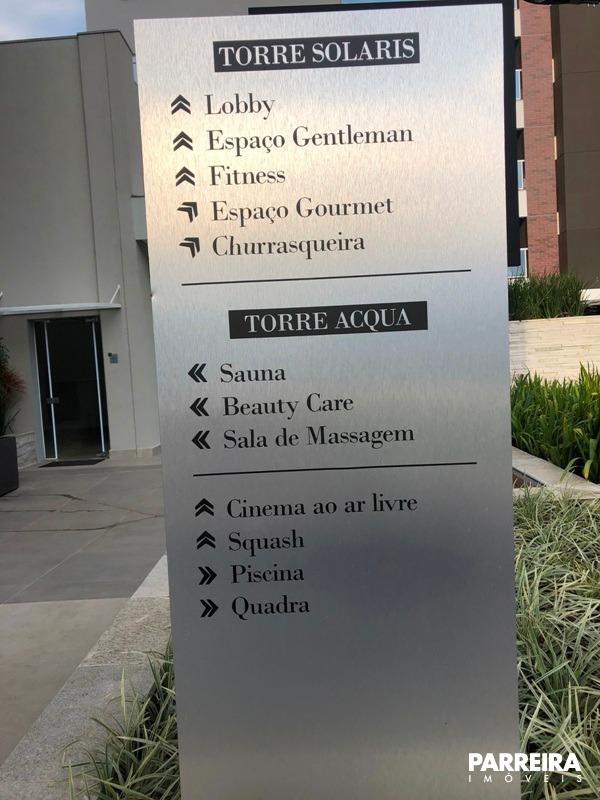 TORRE SOLARIS
Lobby
Espaço Gentleman
Fitness
Espaço Gourmet
Churrasqueira
TORRE ACQUA
Sauna
Beauty Care
Sala de Massagem
Cinema ao ar livre
Squash
Piscina
Quadra
PARREIRA
IMÓVEIS